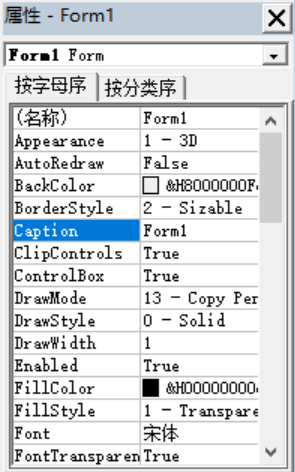 属性 - Form1
Form1 Form
按字母序 按分类序
(名称) Form1
Appearance 1 - 3D
AutoRedraw False
BackColor &H8000000F&
BorderStyle 2 - Sizable
Caption Form1
ClipControls True
ControlBox True
DrawMode 13 - Copy Per
DrawStyle 0 - Solid
DrawWidth 1
Enabled True
FillColor &H00000000&
FillStyle 1 - Transpare
Font 宋体
FontTransparen True